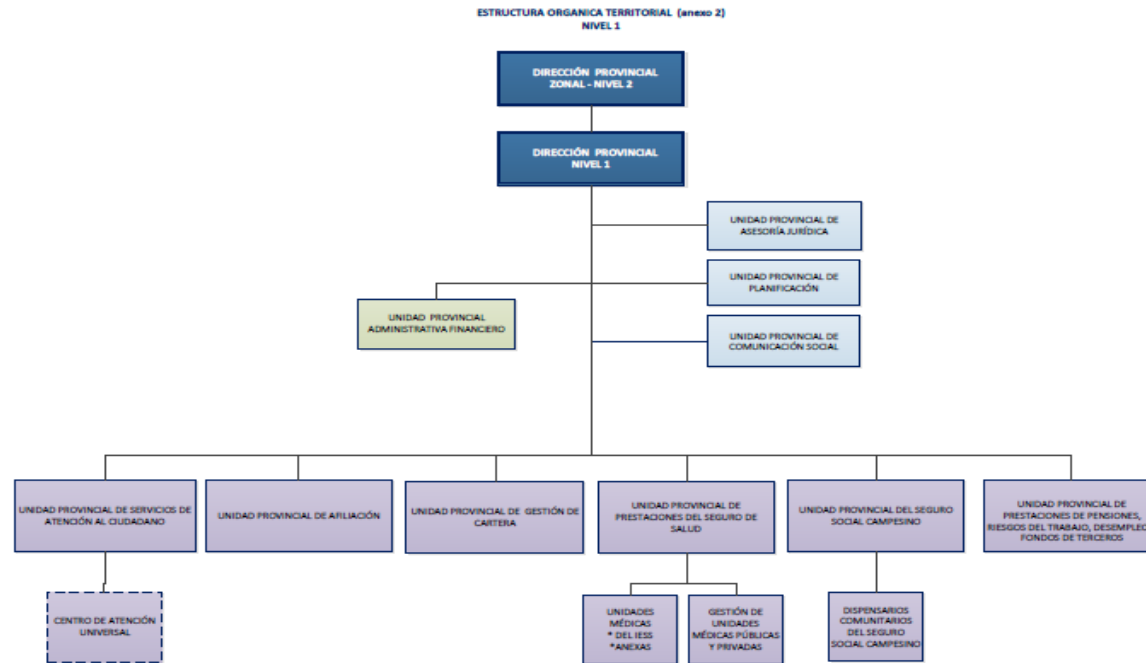 ESTRUCTURA ORGANICA TERRITORIAL (anexo 2)
NIVEL 1
DIRECCIÓN PROVINCIAL
ZONAL - NIVEL 2
DIRECCIÓN PROVINCIAL
NIVEL 1
UNIDAD PROVINCIAL DE
ASESORÍA JURÍDICA
UNIDAD PROVINCIAL DE
PLANIFICACIÓN
UNIDAD PROVINCIAL
ADMINISTRATIVA FINANCIERO
UNIDAD PROVINCIAL DE
COMUNICACIÓN SOCIAL
UNIDAD PROVINCIAL DE SERVICIOS DE
ATENCIÓN AL CIUDADANO
UNIDAD PROVINCIAL DE AFILIACIÓN
UNIDAD PROVINCIAL DE GESTIÓN DE
CARTERA
UNIDAD PROVINCIAL DE
PRESTACIONES DEL SEGURO DE
SALUD
UNIDAD PROVINCIAL DEL SEGURO
SOCIAL CAMPESINO
UNIDAD PROVINCIAL DE
PRESTACIONES DE PENSIONES,
RIESGOS DEL TRABAJO, DESEMPLEO
FONDOS DE TERCEROS
CENTRO DE ATENCIÓN
UNIVERSAL
UNIDADES
MÉDICAS
* DEL IESS
*ANEXAS
GESTIÓN DE
UNIDADES
MÉDICAS PÚBLICAS
Y PRIVADAS
DISPENSARIOS
COMUNITARIOS
DEL SEGURO
SOCIAL CAMPESINO